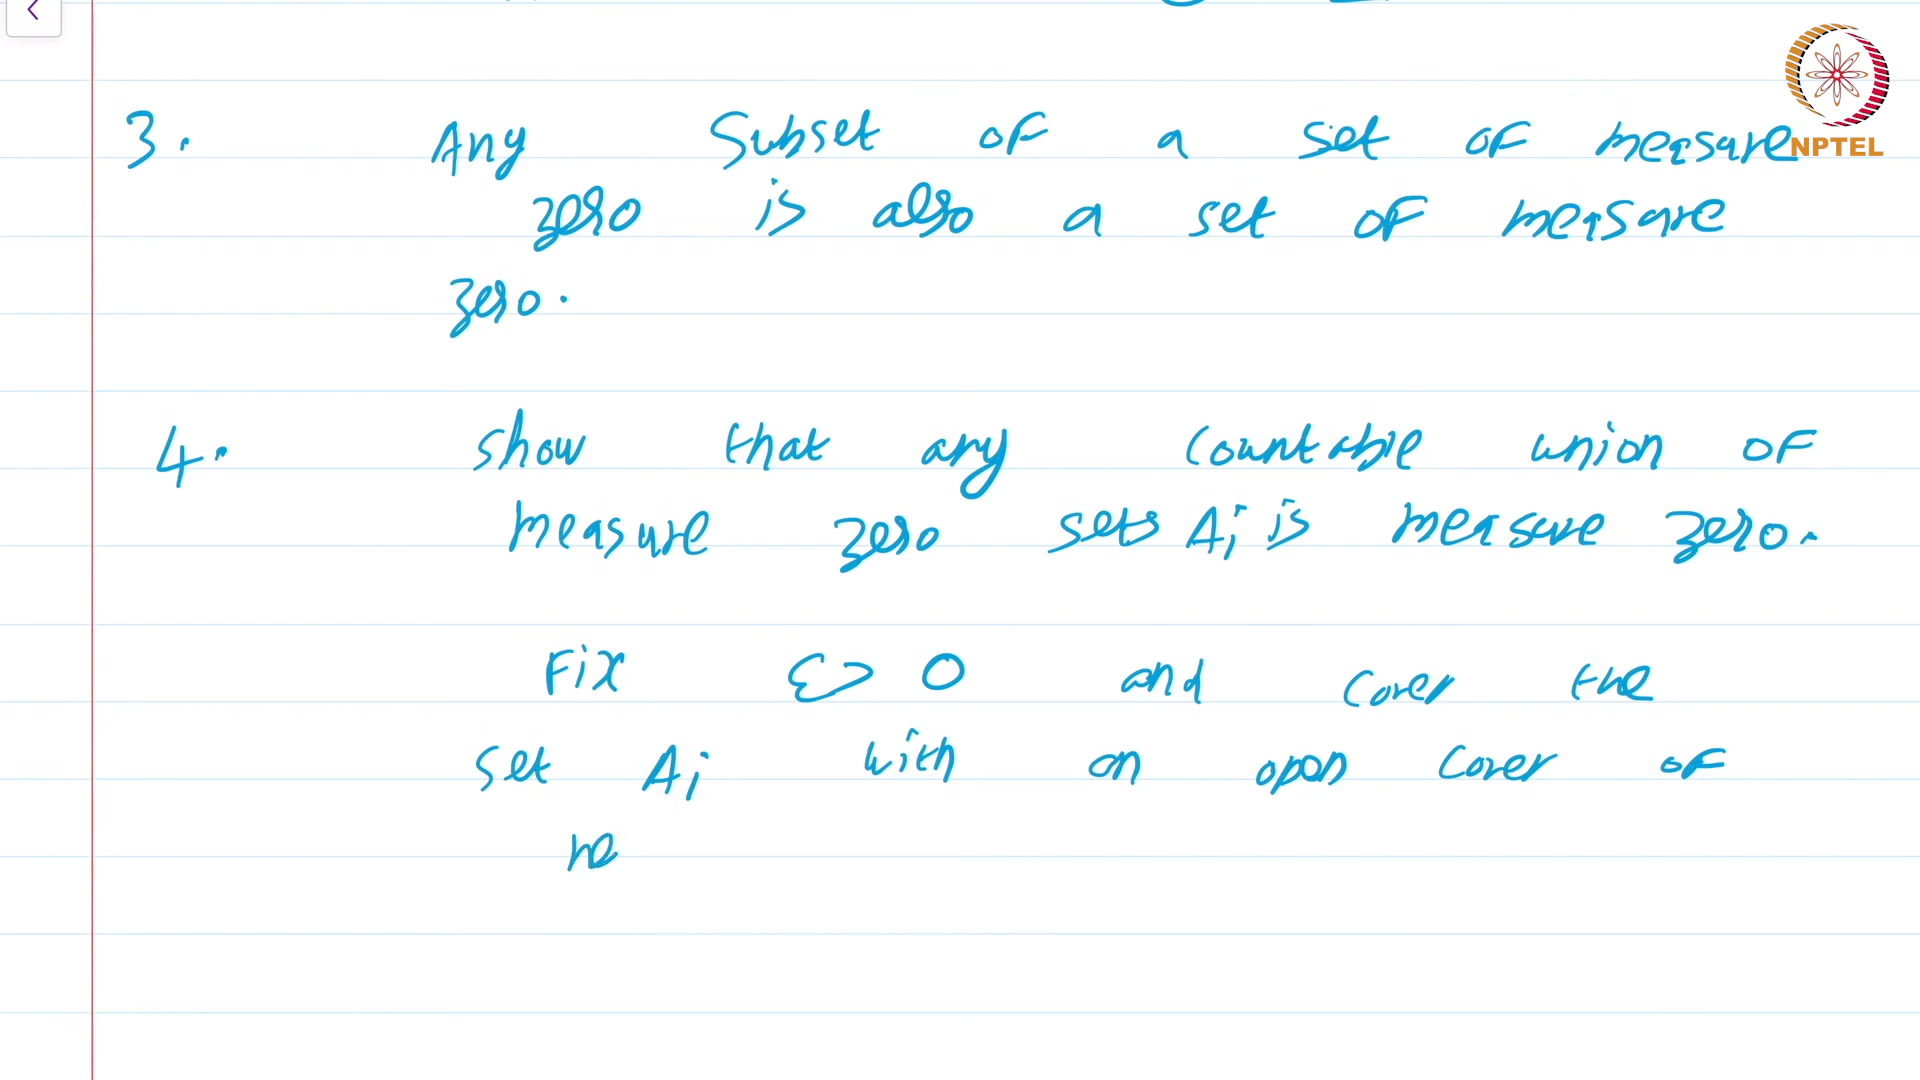 NPTEL
3. Any Subset of a set of measure
zero is also a set of measure
zero.
4. Show that any countable union of
measure zero sets Ai is measure zero.
Fix ε > 0 and cover the
set Ai with an open cover of